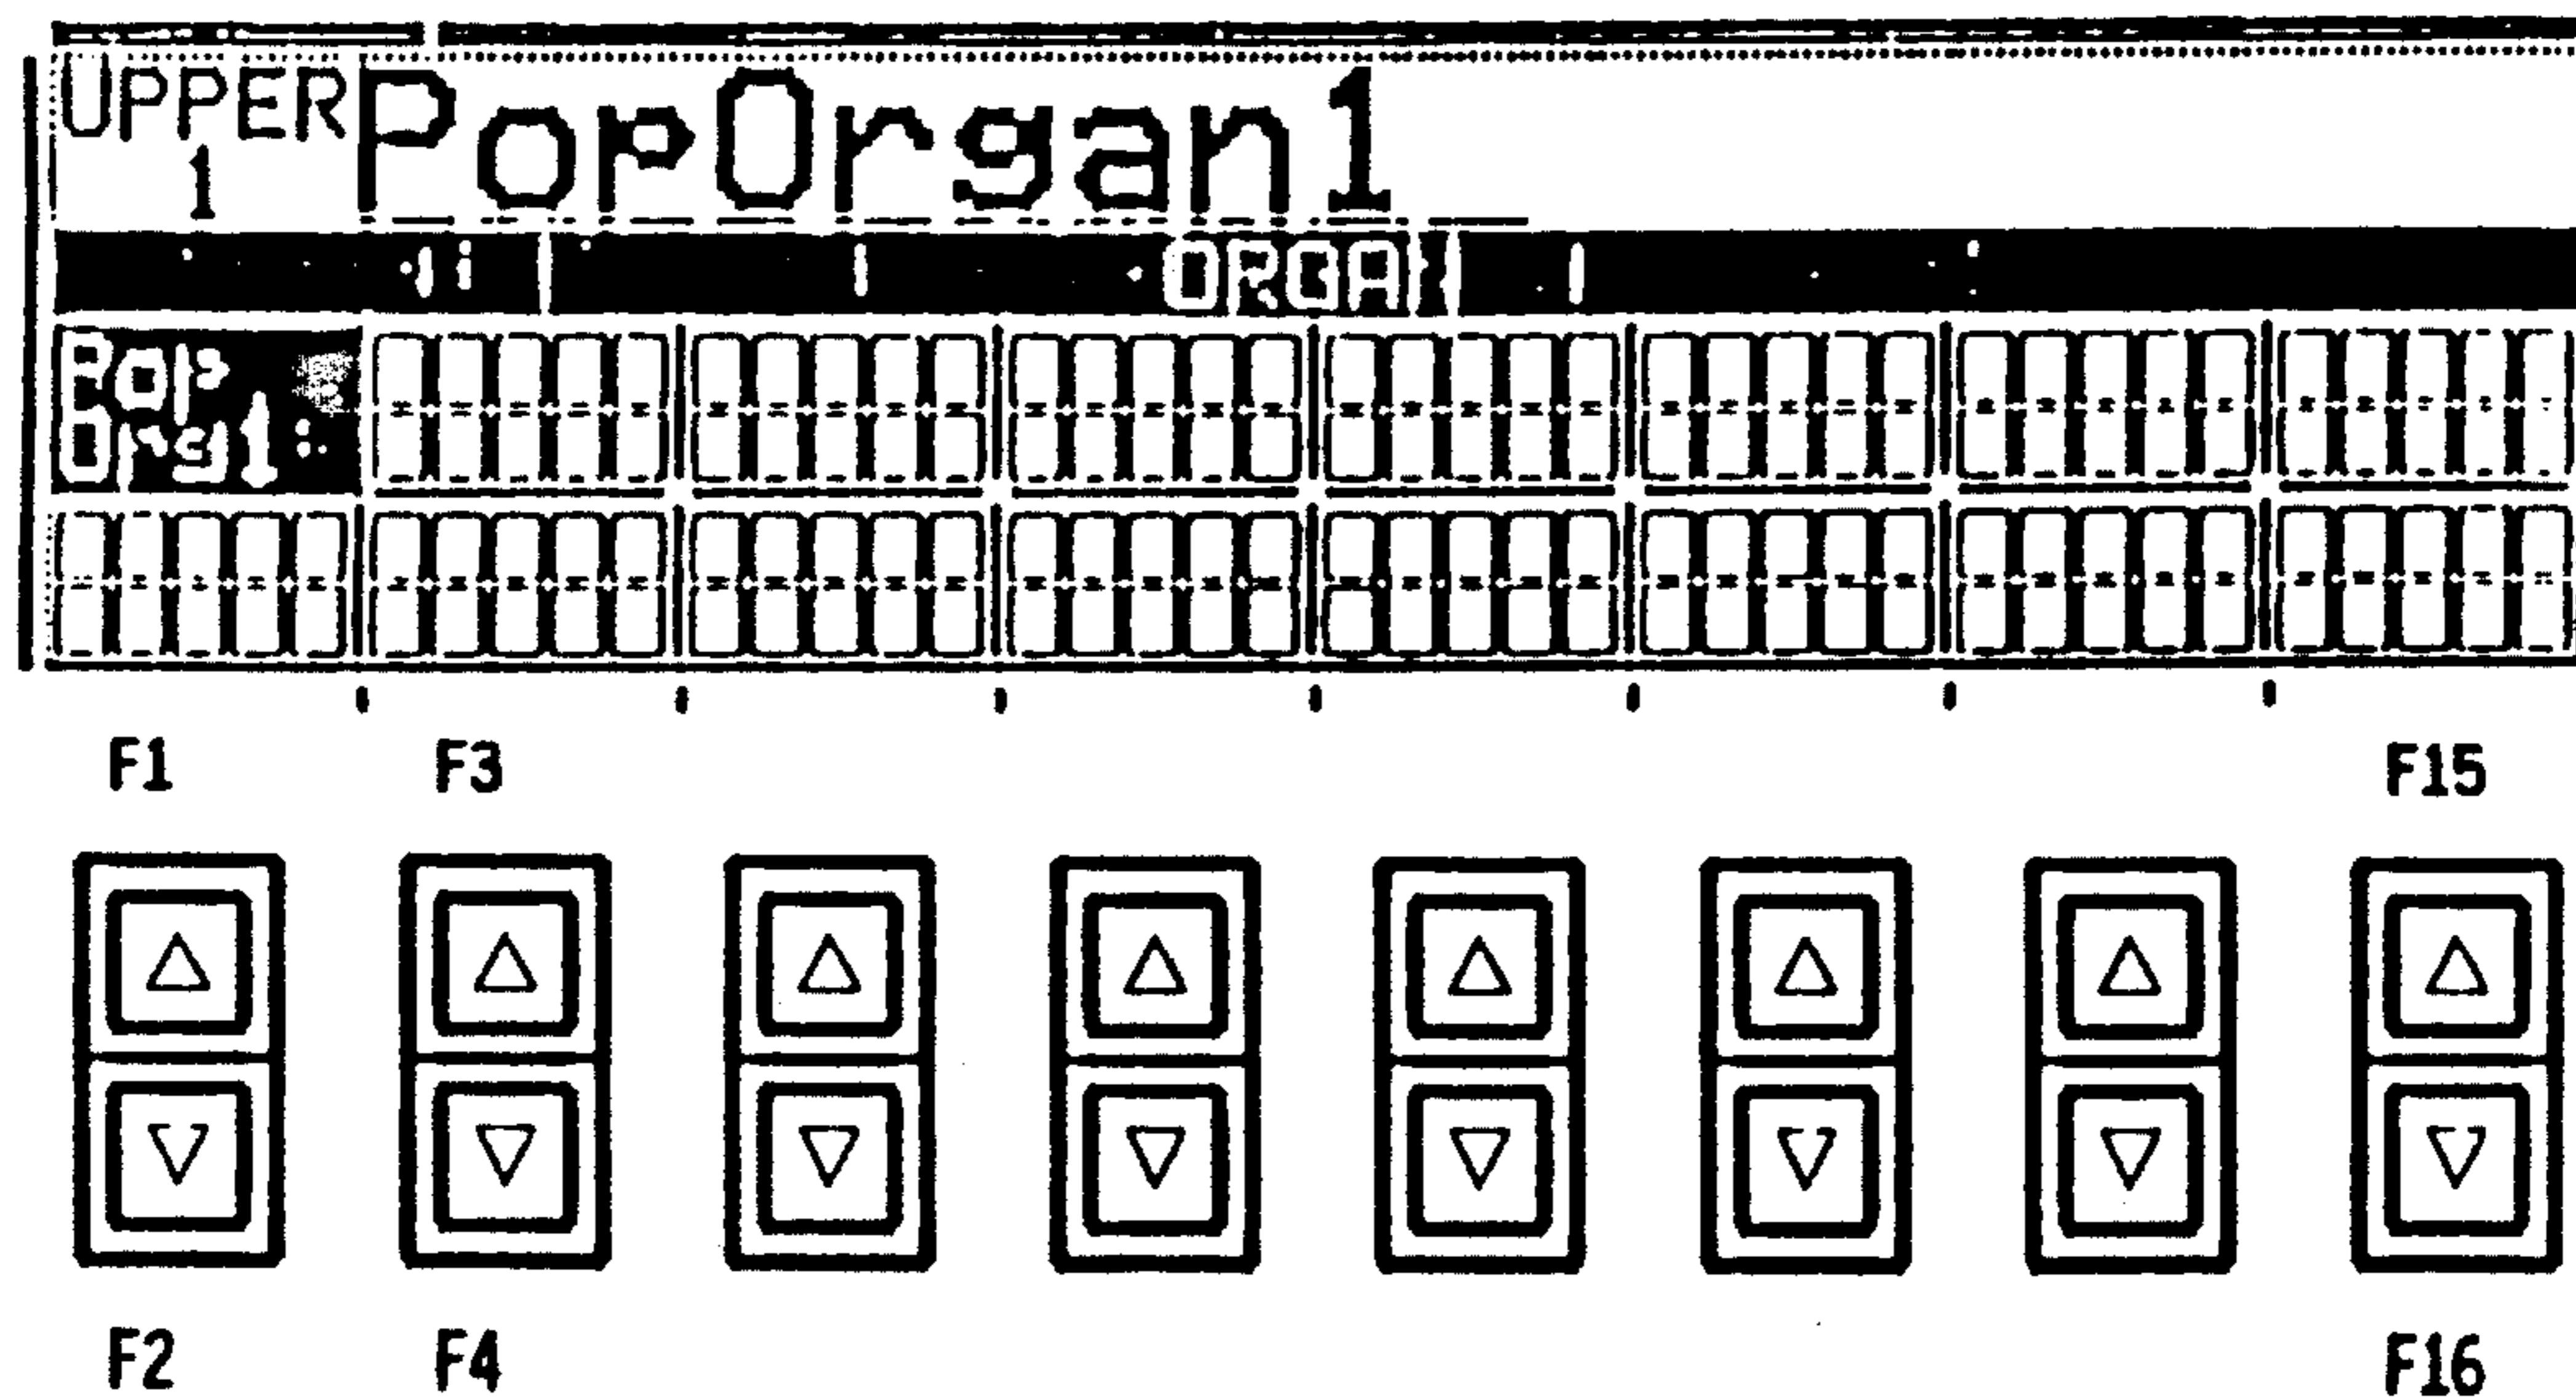 UPPER PopOrgan1
1
ORGAN
Pop
Org1
F1 F3 F15
F2 F4 F16